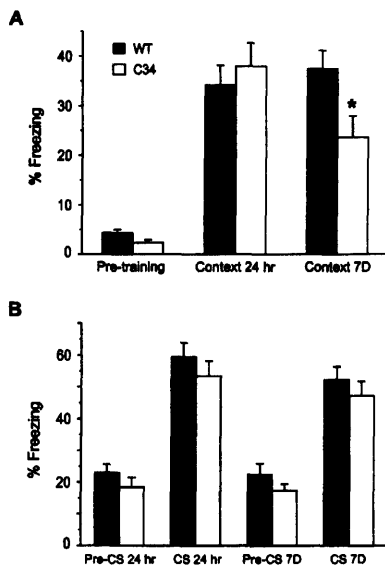 A
WT
C34
% Freezing
40
30
20
10
0
*
Pre-training Context 24 hr Context 7D
B
% Freezing
60
40
20
0
Pre-CS 24 hr CS 24 hr Pre-CS 7D CS 7D